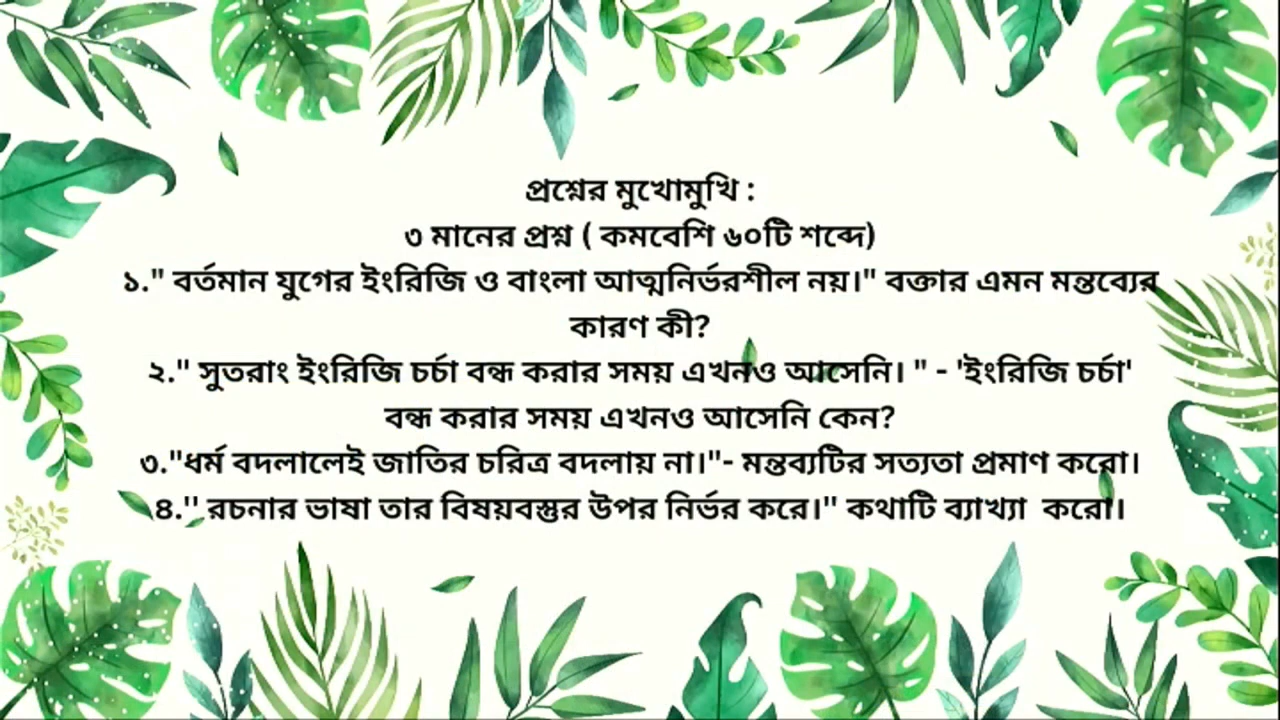 প্রশ্নের মুখোমুখি :
৩ মানের প্রশ্ন ( কমবেশি ৬০টি শব্দে)
১." বর্তমান যুগের ইংরিজি ও বাংলা আত্মনির্ভরশীল নয়।" বক্তার এমন মন্তব্যের
কারণ কী?
২." সুতরাং ইংরিজি চর্চা বন্ধ করার সময় এখনও আসেনি। " - 'ইংরিজি চর্চা'
বন্ধ করার সময় এখনও আসেনি কেন?
৩."ধর্ম বদলালেই জাতির চরিত্র বদলায় না।"- মন্তব্যটির সত্যতা প্রমাণ করো।
৪.'' রচনার ভাষা তার বিষয়বস্তুর উপর নির্ভর করে।" কথাটি ব্যাখ্যা করো।